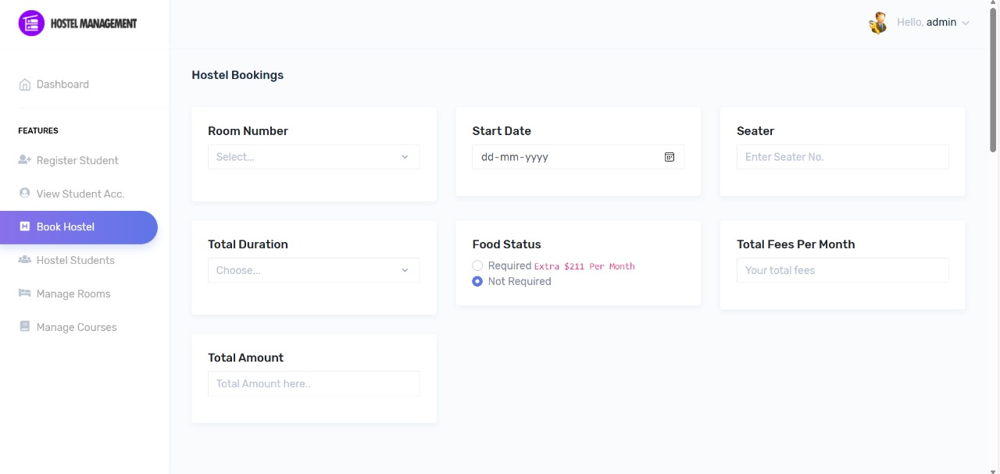 HOSTEL MANAGEMENT
Hello, admin
Dashboard
FEATURES
Register Student
View Student Acc.
Book Hostel
Hostel Students
Manage Rooms
Manage Courses
Hostel Bookings
Room Number
Select...
Start Date
dd-mm-yyyy
Seater
Enter Seater No.
Total Duration
Choose...
Food Status
Required Extra $211 Per Month
Not Required
Total Fees Per Month
Your total fees
Total Amount
Total Amount here..